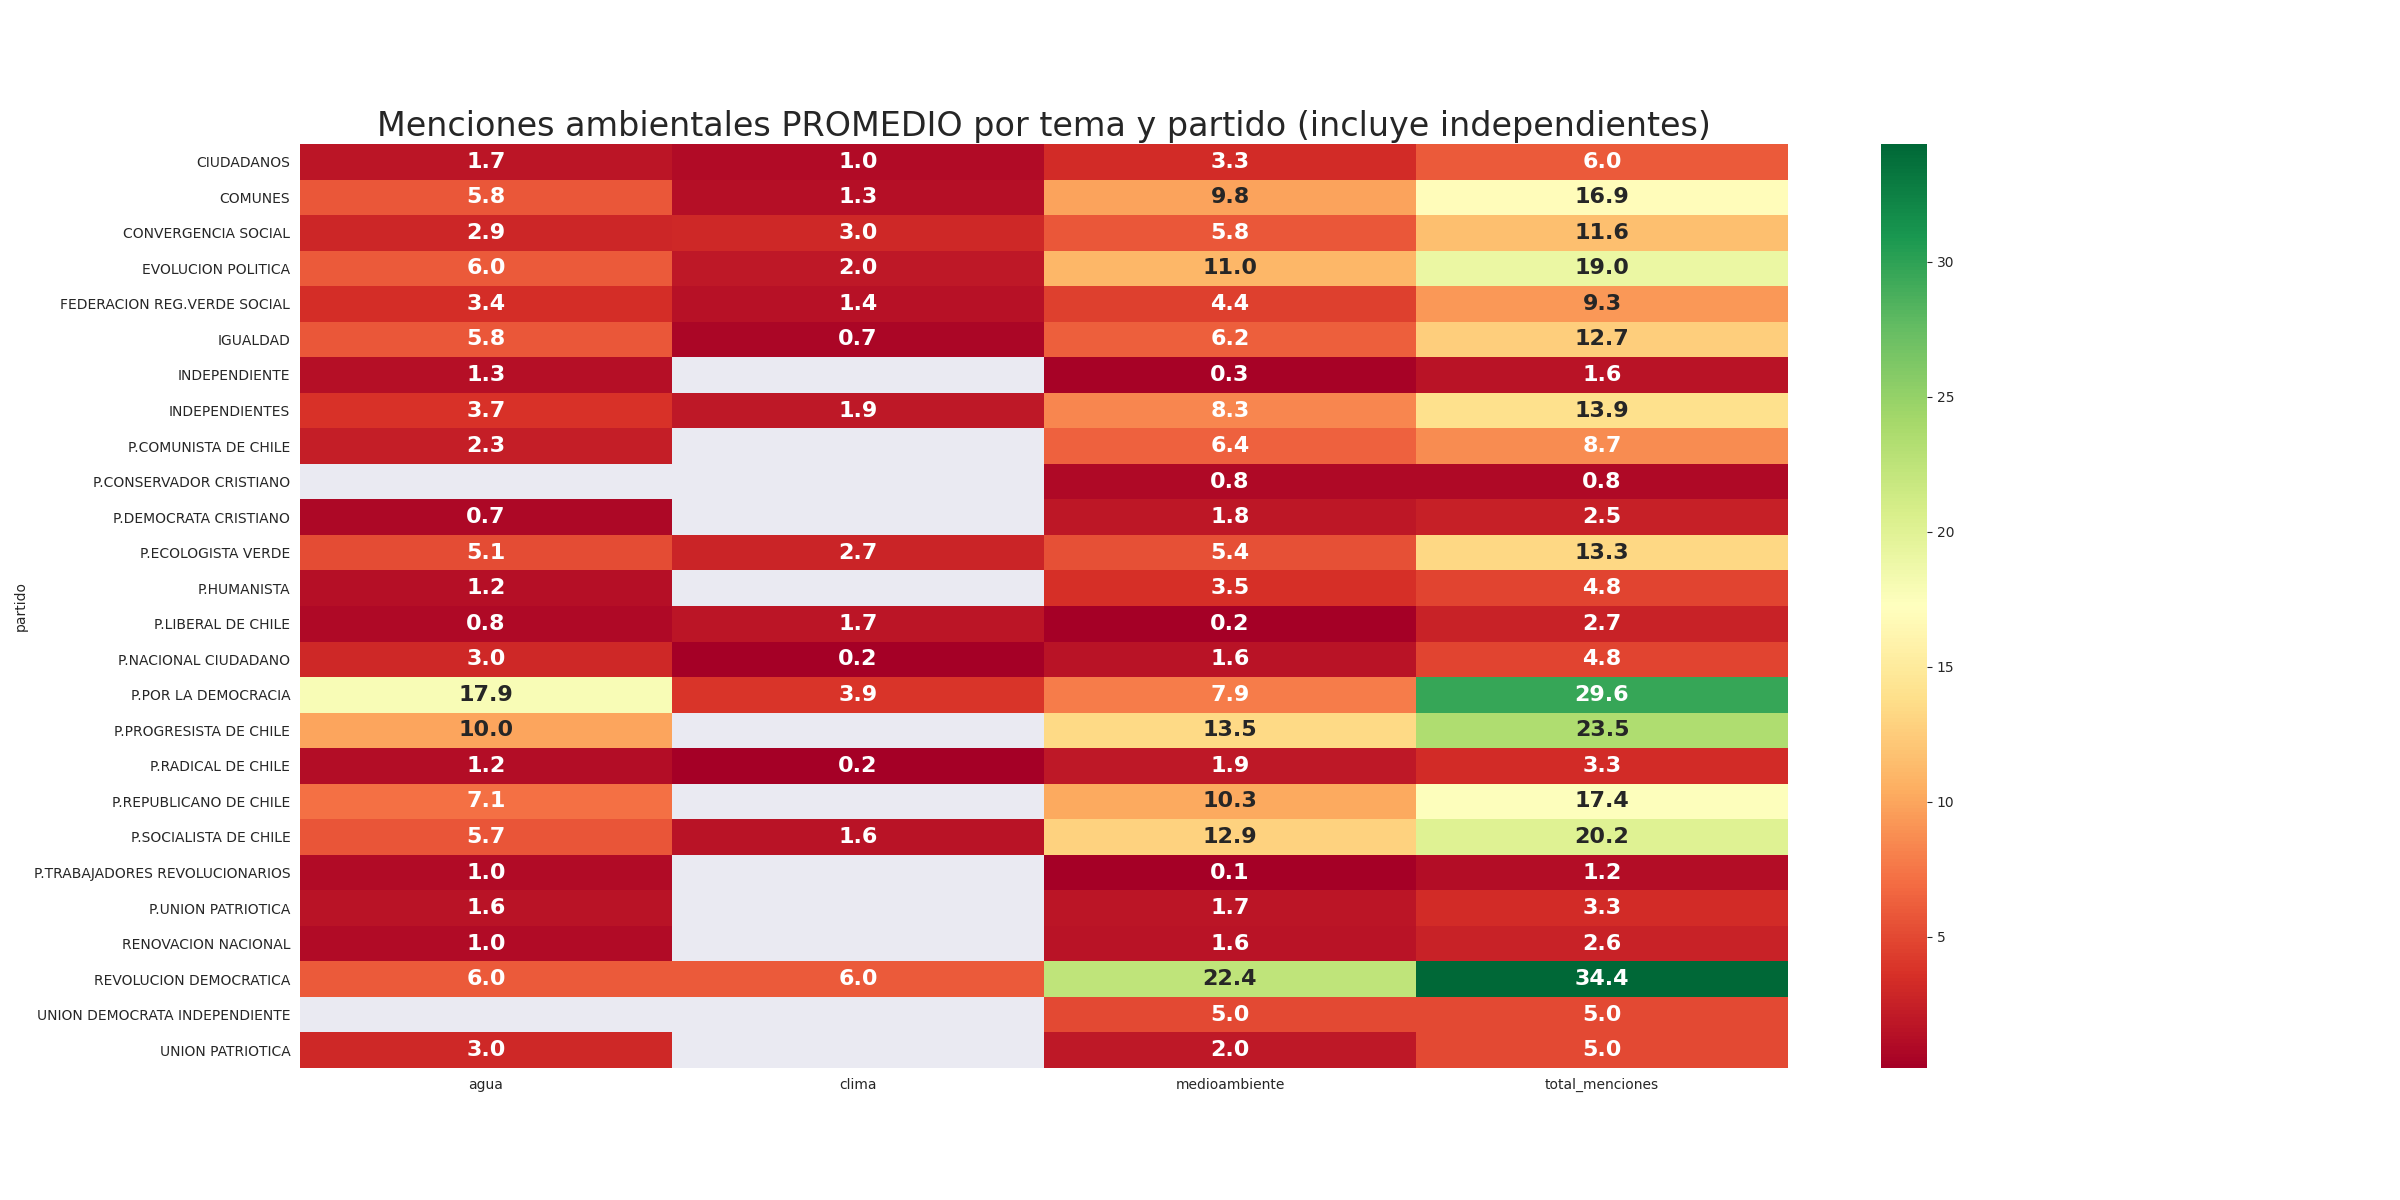 Menciones ambientales PROMEDIO por tema y partido (incluye independientes)
partido
CIUDADANOS 1.7 1.0 3.3 6.0
COMUNES 5.8 1.3 9.8 16.9
CONVERGENCIA SOCIAL 2.9 3.0 5.8 11.6
EVOLUCION POLITICA 6.0 2.0 11.0 19.0
FEDERACION REG.VERDE SOCIAL 3.4 1.4 4.4 9.3
IGUALDAD 5.8 0.7 6.2 12.7
INDEPENDIENTE 1.3 0.3 1.6
INDEPENDIENTES 3.7 1.9 8.3 13.9
P.COMUNISTA DE CHILE 2.3 6.4 8.7
P.CONSERVADOR CRISTIANO 0.8 0.8
P.DEMOCRATA CRISTIANO 0.7 1.8 2.5
P.ECOLOGISTA VERDE 5.1 2.7 5.4 13.3
P.HUMANISTA 1.2 3.5 4.8
P.LIBERAL DE CHILE 0.8 1.7 0.2 2.7
P.NACIONAL CIUDADANO 3.0 0.2 1.6 4.8
P.POR LA DEMOCRACIA 17.9 3.9 7.9 29.6
P.PROGRESISTA DE CHILE 10.0 13.5 23.5
P.RADICAL DE CHILE 1.2 0.2 1.9 3.3
P.REPUBLICANO DE CHILE 7.1 10.3 17.4
P.SOCIALISTA DE CHILE 5.7 1.6 12.9 20.2
P.TRABAJADORES REVOLUCIONARIOS 1.0 0.1 1.2
P.UNION PATRIOTICA 1.6 1.7 3.3
RENOVACION NACIONAL 1.0 1.6 2.6
REVOLUCION DEMOCRATICA 6.0 6.0 22.4 34.4
UNION DEMOCRATA INDEPENDIENTE 5.0 5.0
UNION PATRIOTICA 3.0 2.0 5.0
agua clima medioambiente total_menciones
30
25
20
15
10
5